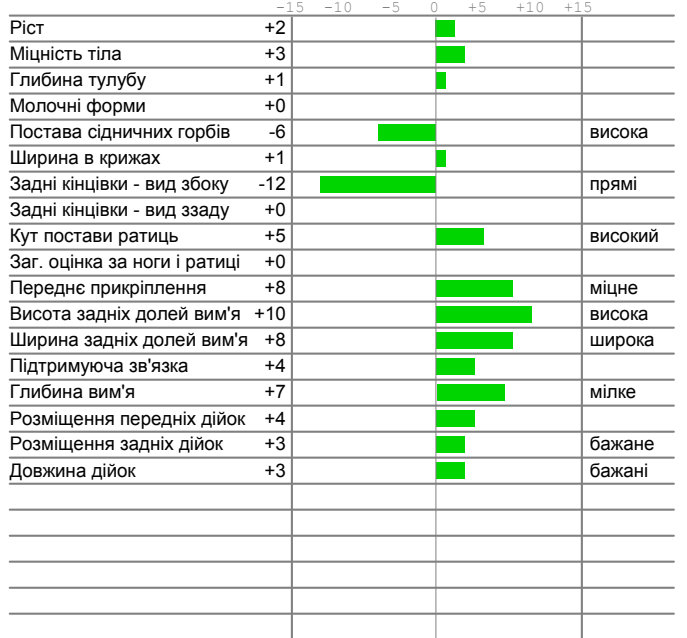 -15 -10 -5 0 +5 +10 +15
Ріст +2
Міцність тіла +3
Глибина тулубу +1
Молочні форми +0
Постава сідничних горбів -6 висока
Ширина в крижах +1
Задні кінцівки - вид збоку -12 прямі
Задні кінцівки - вид ззаду +0
Кут постави ратиць +5 високий
Заг. оцінка за ноги і ратиці +0
Переднє прикріплення +8 міцне
Висота задніх долей вим'я +10 висока
Ширина задніх долей вим'я +8 широка
Підтримуюча зв'язка +4
Глибина вим'я +7 мілке
Розміщення передніх дійок +4
Розміщення задніх дійок +3 бажане
Довжина дійок +3 бажані